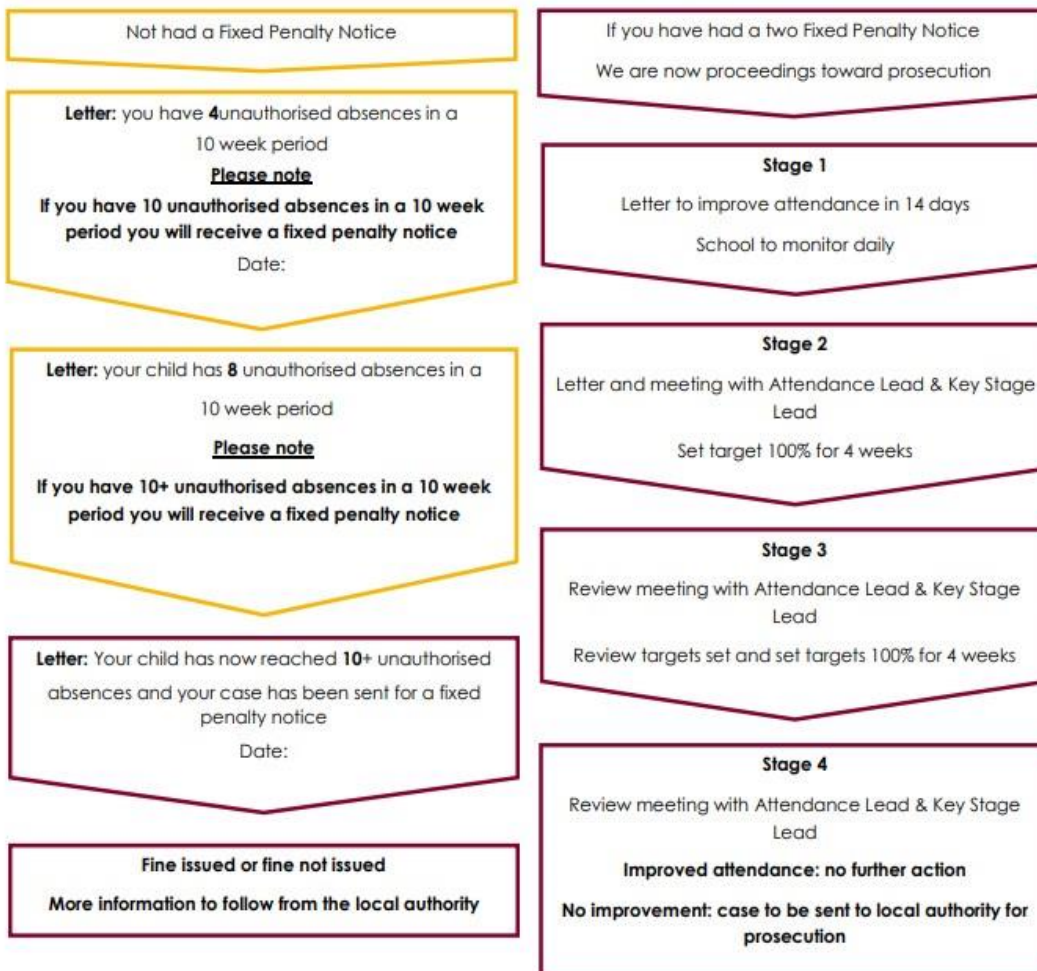 Not had a Fixed Penalty Notice
Letter: you have 4unauthorised absences in a
10 week period
Please note
If you have 10 unauthorised absences in a 10 week
period you will receive a fixed penalty notice
Date:
Letter: your child has 8 unauthorised absences in a
10 week period
Please note
If you have 10+ unauthorised absences in a 10 week
period you will receive a fixed penalty notice
Letter: Your child has now reached 10+ unauthorised
absences and your case has been sent for a fixed
penalty notice
Date:
Fine issued or fine not issued
More information to follow from the local authority
If you have had a two Fixed Penalty Notice
We are now proceedings toward prosecution
Stage 1
Letter to improve attendance in 14 days
School to monitor daily
Stage 2
Letter and meeting with Attendance Lead & Key Stage
Lead
Set target 100% for 4 weeks
Stage 3
Review meeting with Attendance Lead & Key Stage
Lead
Review targets set and set targets 100% for 4 weeks
Stage 4
Review meeting with Attendance Lead & Key Stage
Lead
Improved attendance: no further action
No improvement: case to be sent to local authority for
prosecution